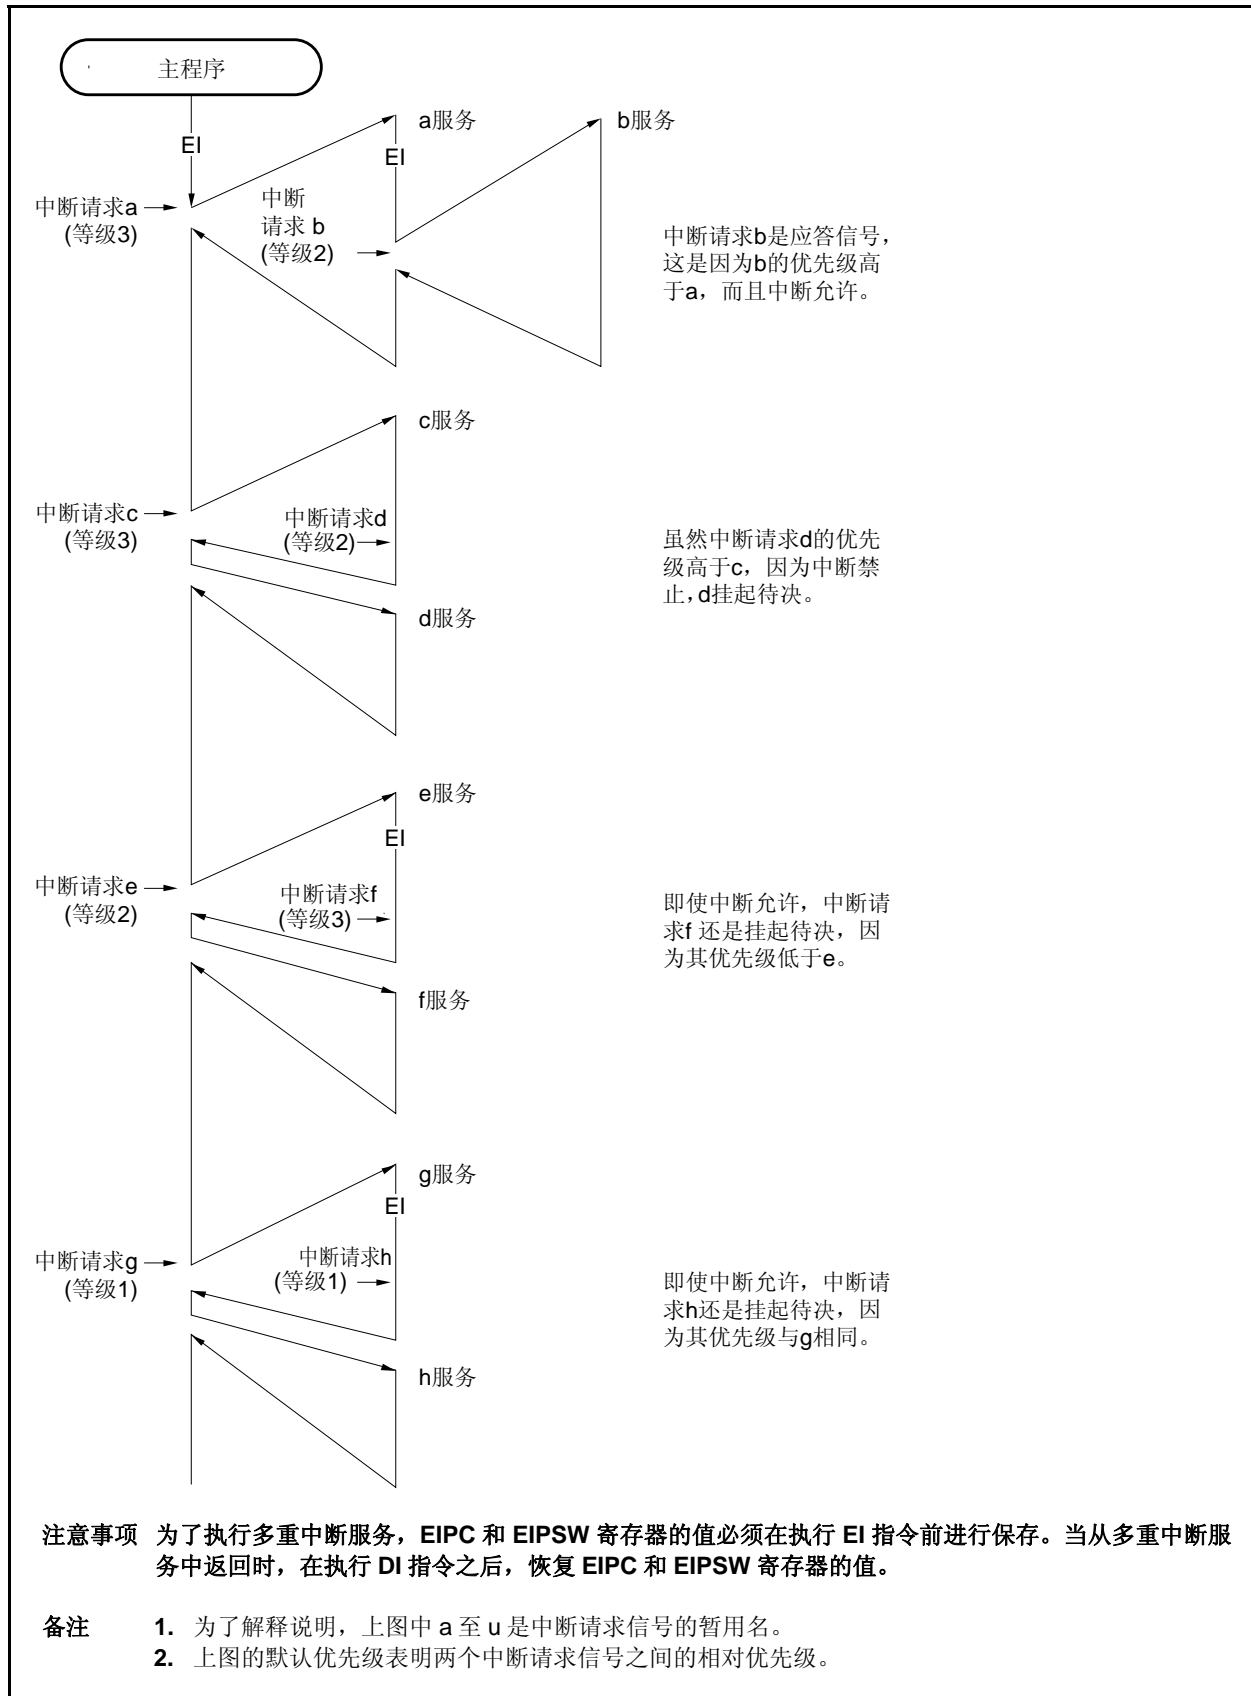 主程序
EI
a服务
EI
b服务
中断请求a
(等级3)
中断
请求 b
(等级2)
中断请求b是应答信号，
这是因为b的优先级高
于a，而且中断允许。
c服务
中断请求c
(等级3)
中断请求d
(等级2)
虽然中断请求d的优先
级高于c，因为中断禁
止，d挂起待决。
d服务
e服务
EI
中断请求e
(等级2)
中断请求f
(等级3)
即使中断允许，中断请
求f 还是挂起待决，因
为其优先级低于e。
f服务
g服务
EI
中断请求g
(等级1)
中断请求h
(等级1)
即使中断允许，中断请
求h还是挂起待决，因
为其优先级与g相同。
h服务
注意事项 为了执行多重中断服务，EIPC 和 EIPSW 寄存器的值必须在执行 EI 指令前进行保存。当从多重中断服
务中返回时，在执行 DI 指令之后，恢复 EIPC 和 EIPSW 寄存器的值。
备注 1. 为了解释说明，上图中 a 至 u 是中断请求信号的暂用名。
2. 上图的默认优先级表明两个中断请求信号之间的相对优先级。